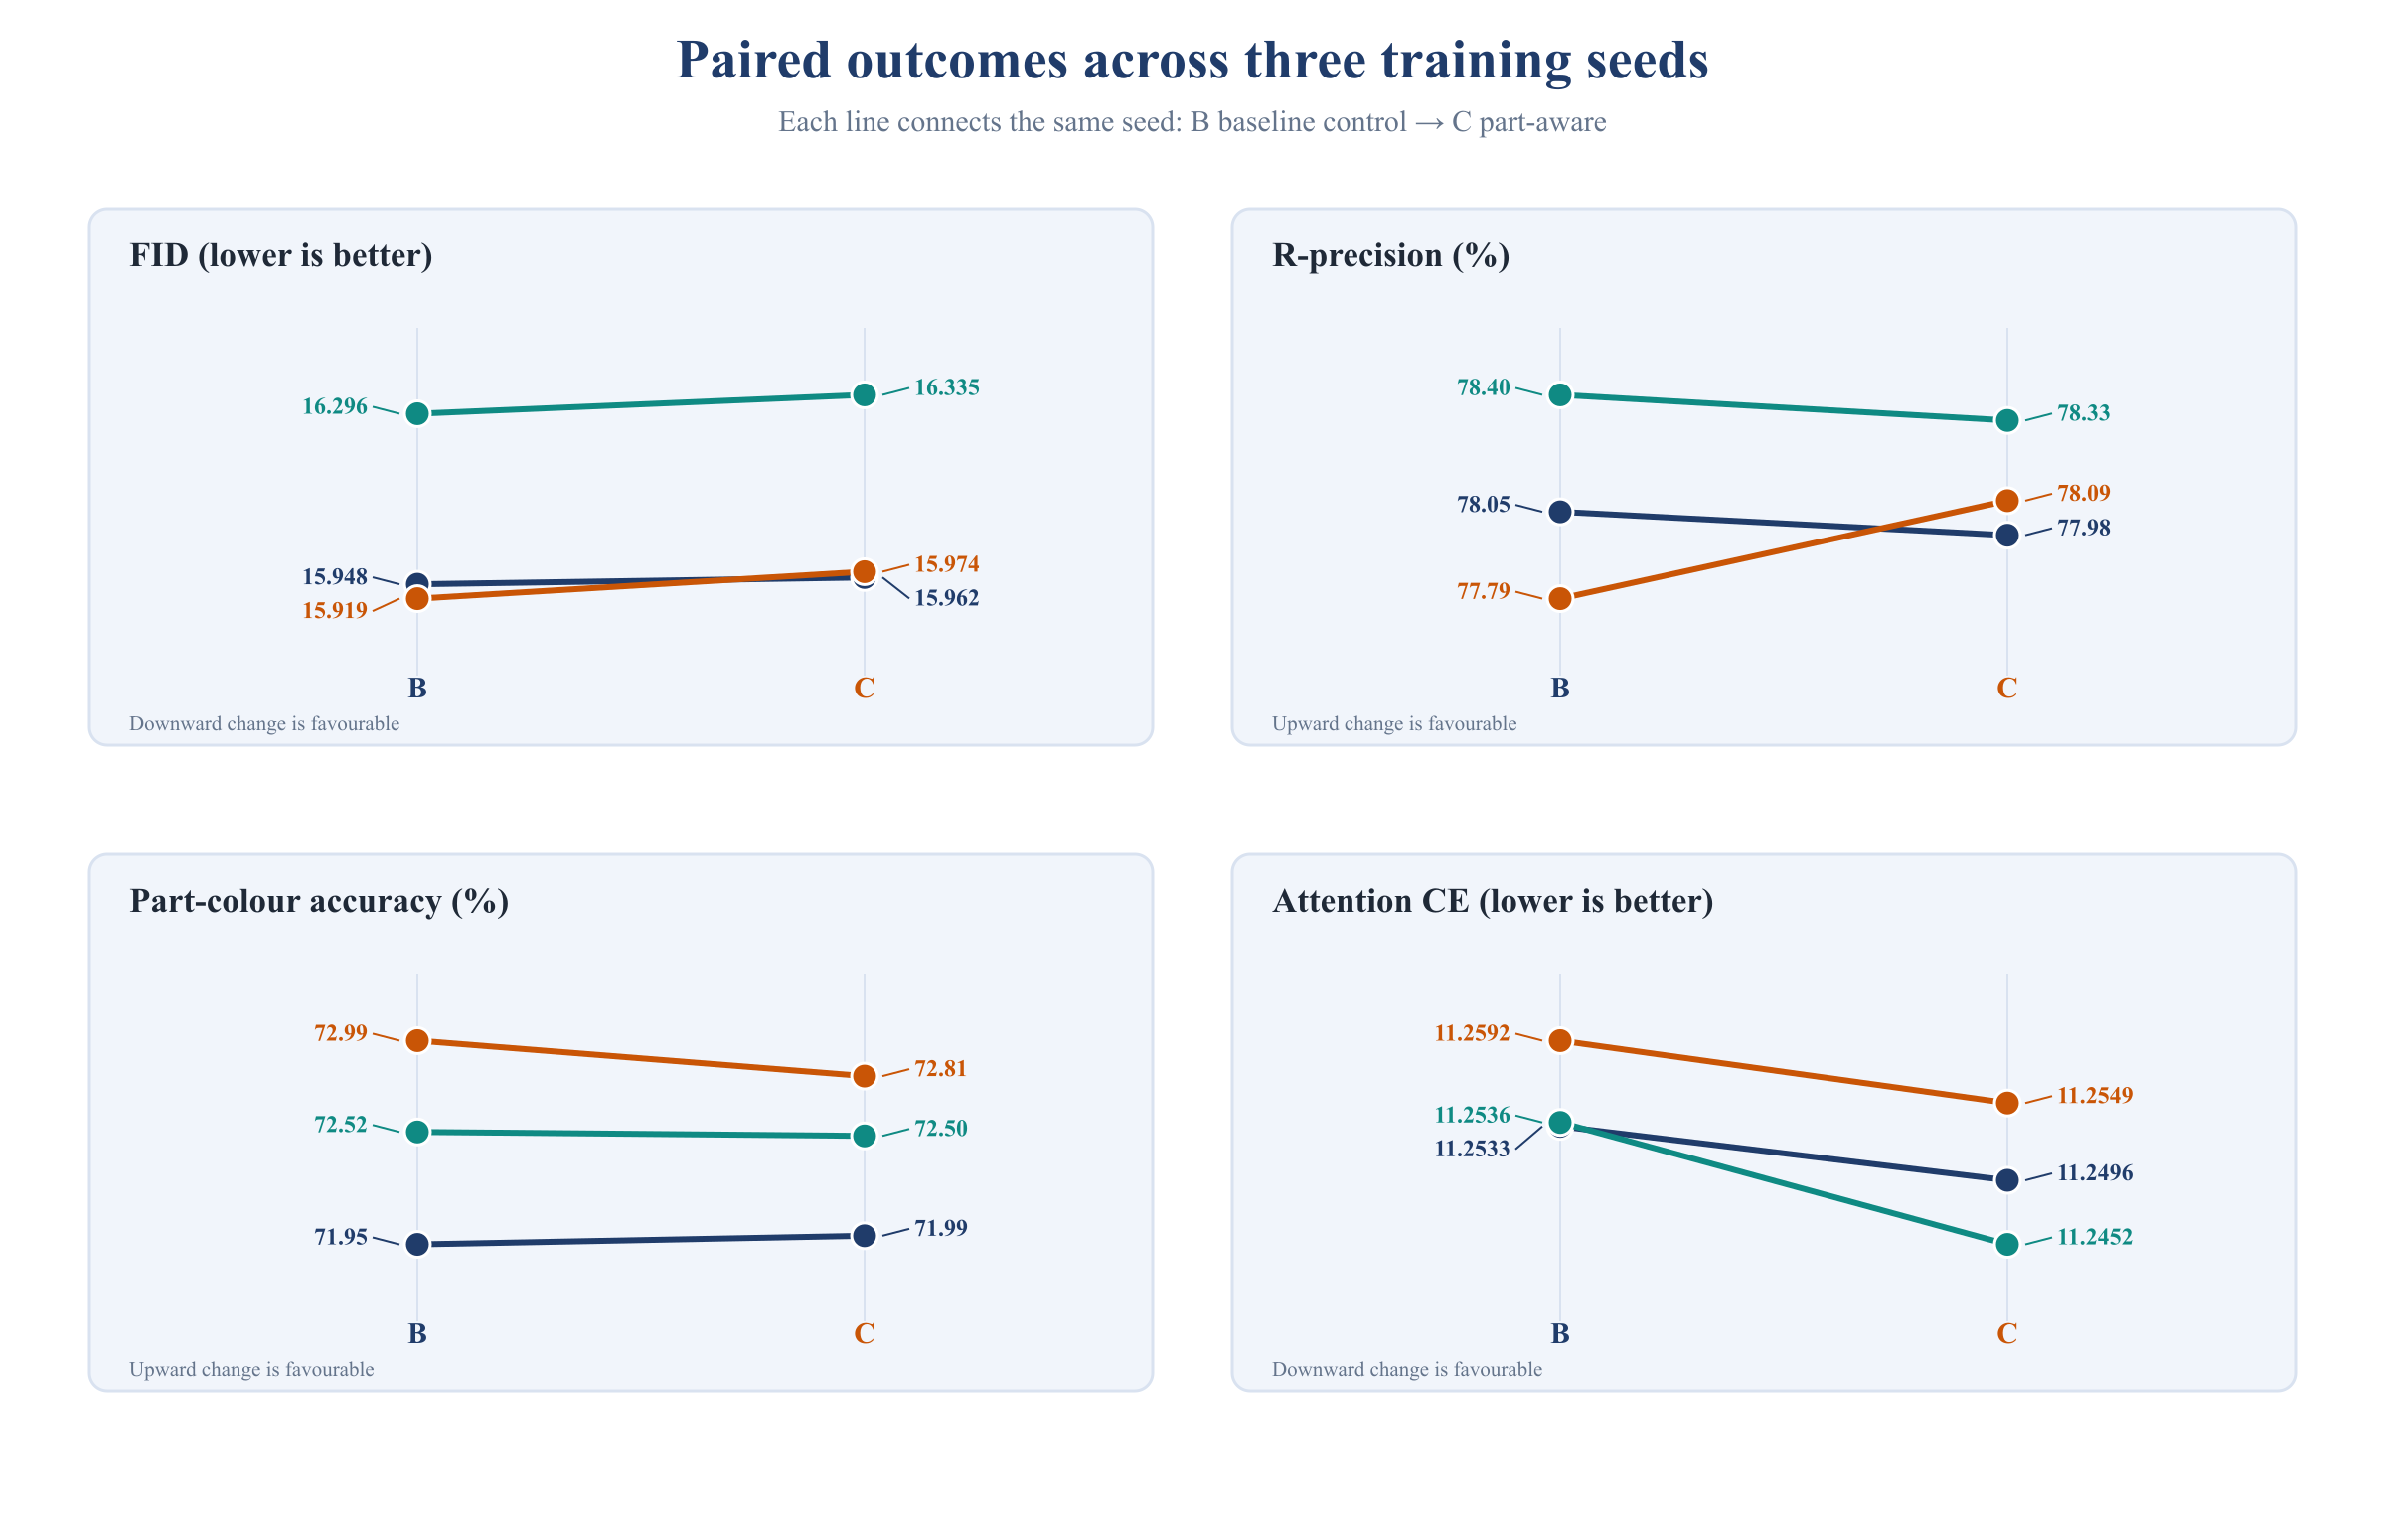 Paired outcomes across three training seeds
Each line connects the same seed: B baseline control → C part-aware
FID (lower is better)
16.296
16.335
15.948
15.919
15.974
15.962
B
C
Downward change is favourable
R-precision (%)
78.40
78.33
78.05
78.09
77.98
77.79
B
C
Upward change is favourable
Part-colour accuracy (%)
72.99
72.81
72.52
72.50
71.95
71.99
B
C
Upward change is favourable
Attention CE (lower is better)
11.2592
11.2549
11.2536
11.2533
11.2496
11.2452
B
C
Downward change is favourable